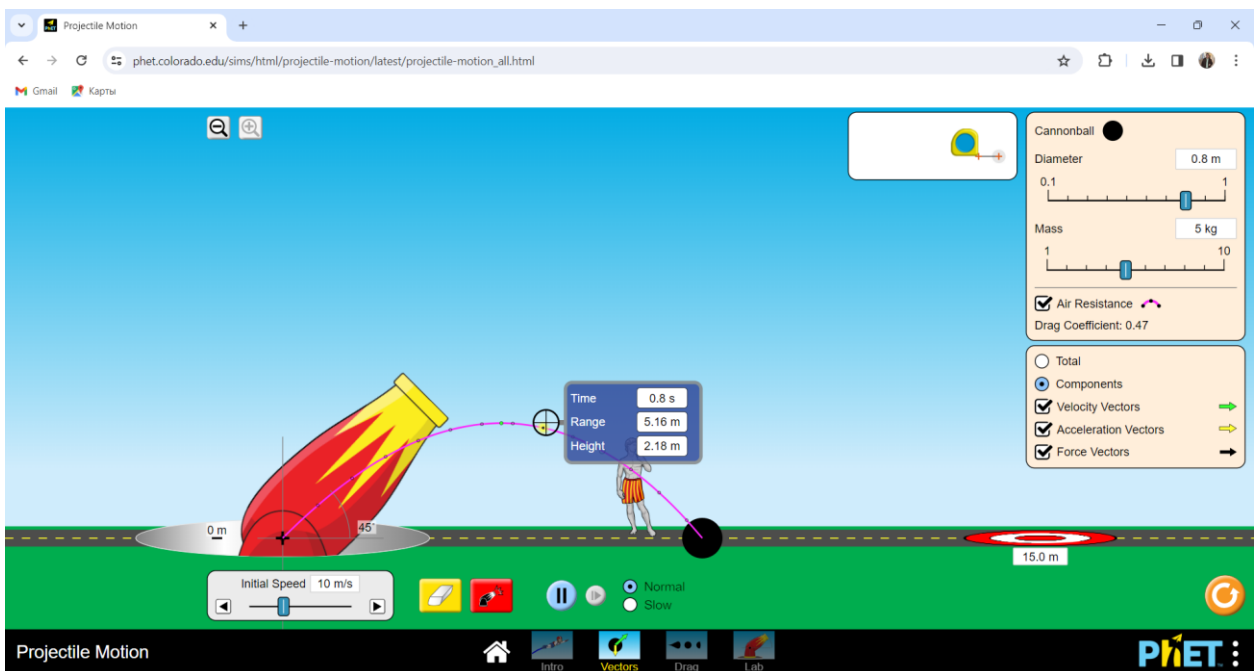 Projectile Motion
phet.colorado.edu/sims/html/projectile-motion/latest/projectile-motion_all.html
Gmail Карты
Cannonball
Diameter 0.8 m
0.1 1
Mass 5 kg
1 10
Air Resistance
Drag Coefficient: 0.47
Total
Components
Velocity Vectors
Acceleration Vectors
Force Vectors
Time 0.8 s
Range 5.16 m
Height 2.18 m
0 m
45°
15.0 m
Initial Speed 10 m/s
Normal
Slow
Projectile Motion
Intro
Vectors
Drag
Lab
PhET